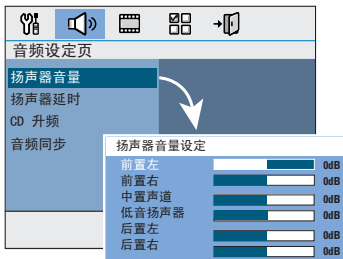 音频设定页
扬声器音量
扬声器延时
CD 升频
音频同步
扬声器音量设定
前置左 0dB
前置右 0dB
中置声道 0dB
低音扬声器 0dB
后置左 0dB
后置右 0dB